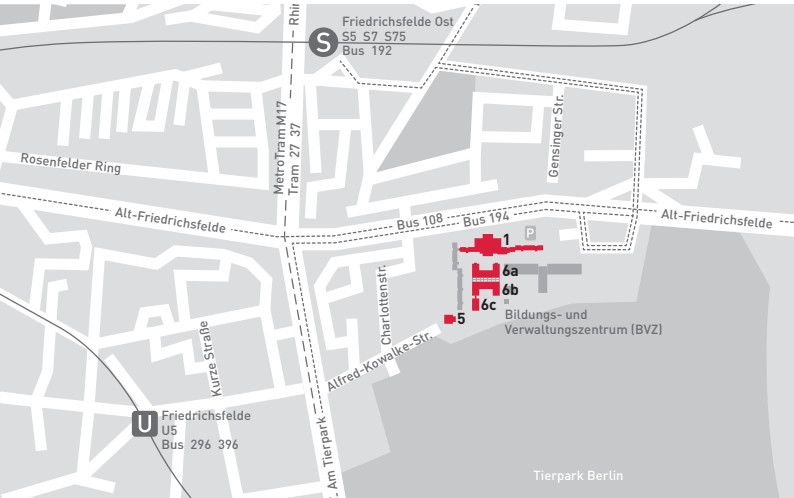 Friedrichsfelde Ost
S5 S7 S75
Bus 192
S
Rhin
MetroTram M17
Tram 27 37
Gensinger Str.
Rosenfelder Ring
Alt-Friedrichsfelde
Bus 108
Bus 194
Alt-Friedrichsfelde
P
1
6a
6b
6c
5
Bildungs- und
Verwaltungszentrum (BVZ)
Charlottenstr.
Kurze Straße
Alfred-Kowalke-Str.
U
Friedrichsfelde
U5
Bus 296 396
Am Tierpark
Tierpark Berlin